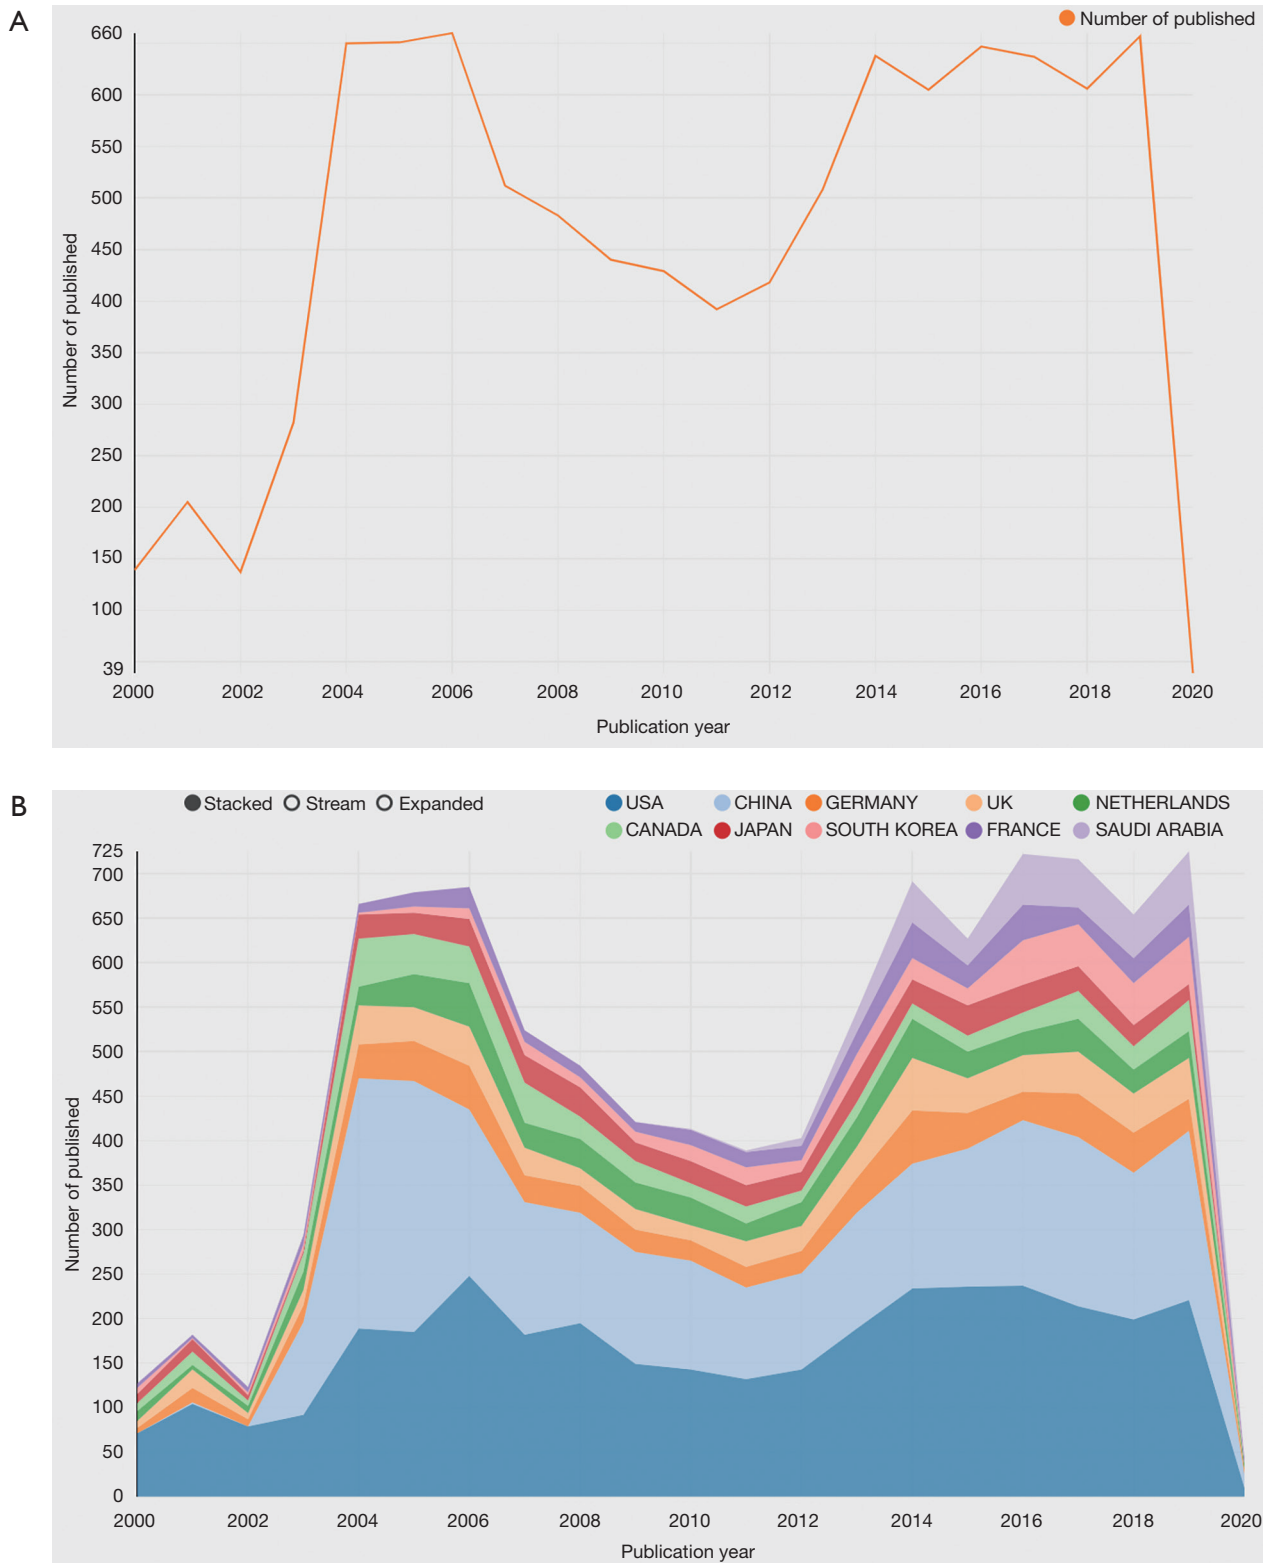 A
Number of published
660
600
550
500
450
400
350
300
250
200
150
100
39
Number of published
2000 2002 2004 2006 2008 2010 2012 2014 2016 2018 2020
Publication year
B
Stacked Stream Expanded
USA CHINA GERMANY UK NETHERLANDS
CANADA JAPAN SOUTH KOREA FRANCE SAUDI ARABIA
725
700
650
600
550
500
450
400
350
300
250
200
150
100
50
0
Number of published
2000 2002 2004 2006 2008 2010 2012 2014 2016 2018 2020
Publication year